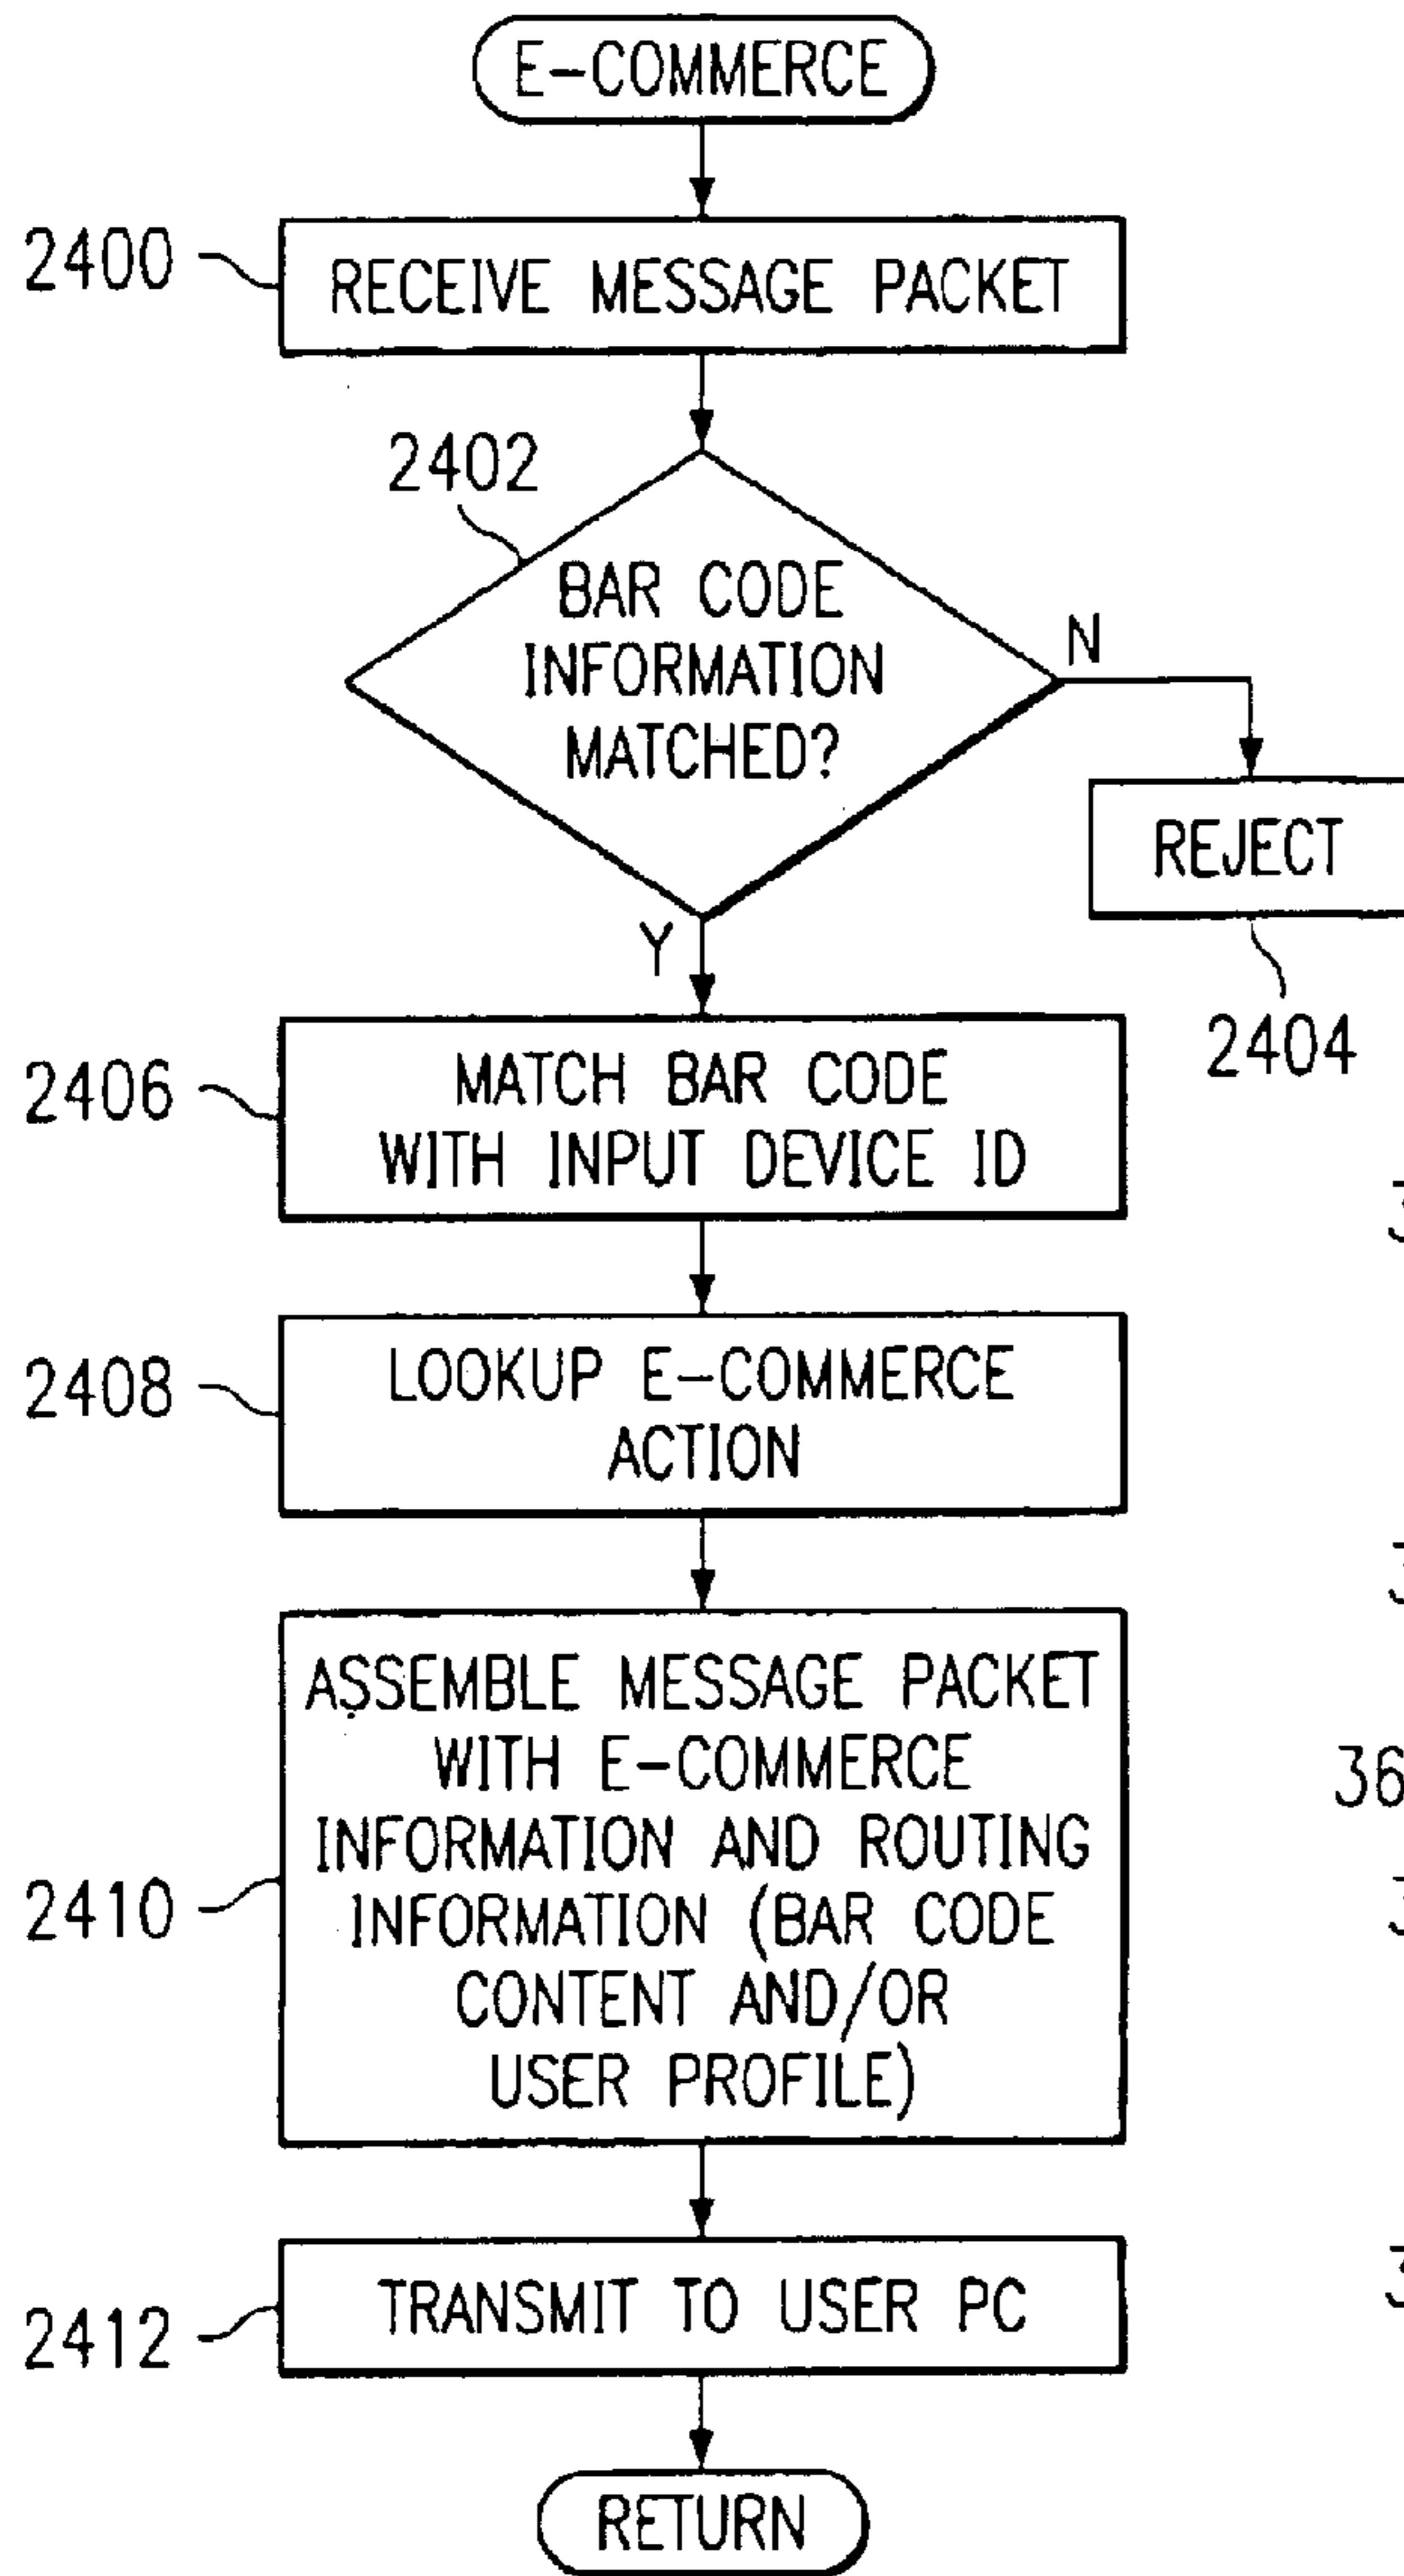 E-COMMERCE
2400
RECEIVE MESSAGE PACKET
2402
BAR CODE
INFORMATION
MATCHED?
N
REJECT
2404
Y
2406
MATCH BAR CODE
WITH INPUT DEVICE ID
2408
LOOKUP E-COMMERCE
ACTION
2410
ASSEMBLE MESSAGE PACKET
WITH E-COMMERCE
INFORMATION AND ROUTING
INFORMATION (BAR CODE
CONTENT AND/OR
USER PROFILE)
2412
TRANSMIT TO USER PC
RETURN